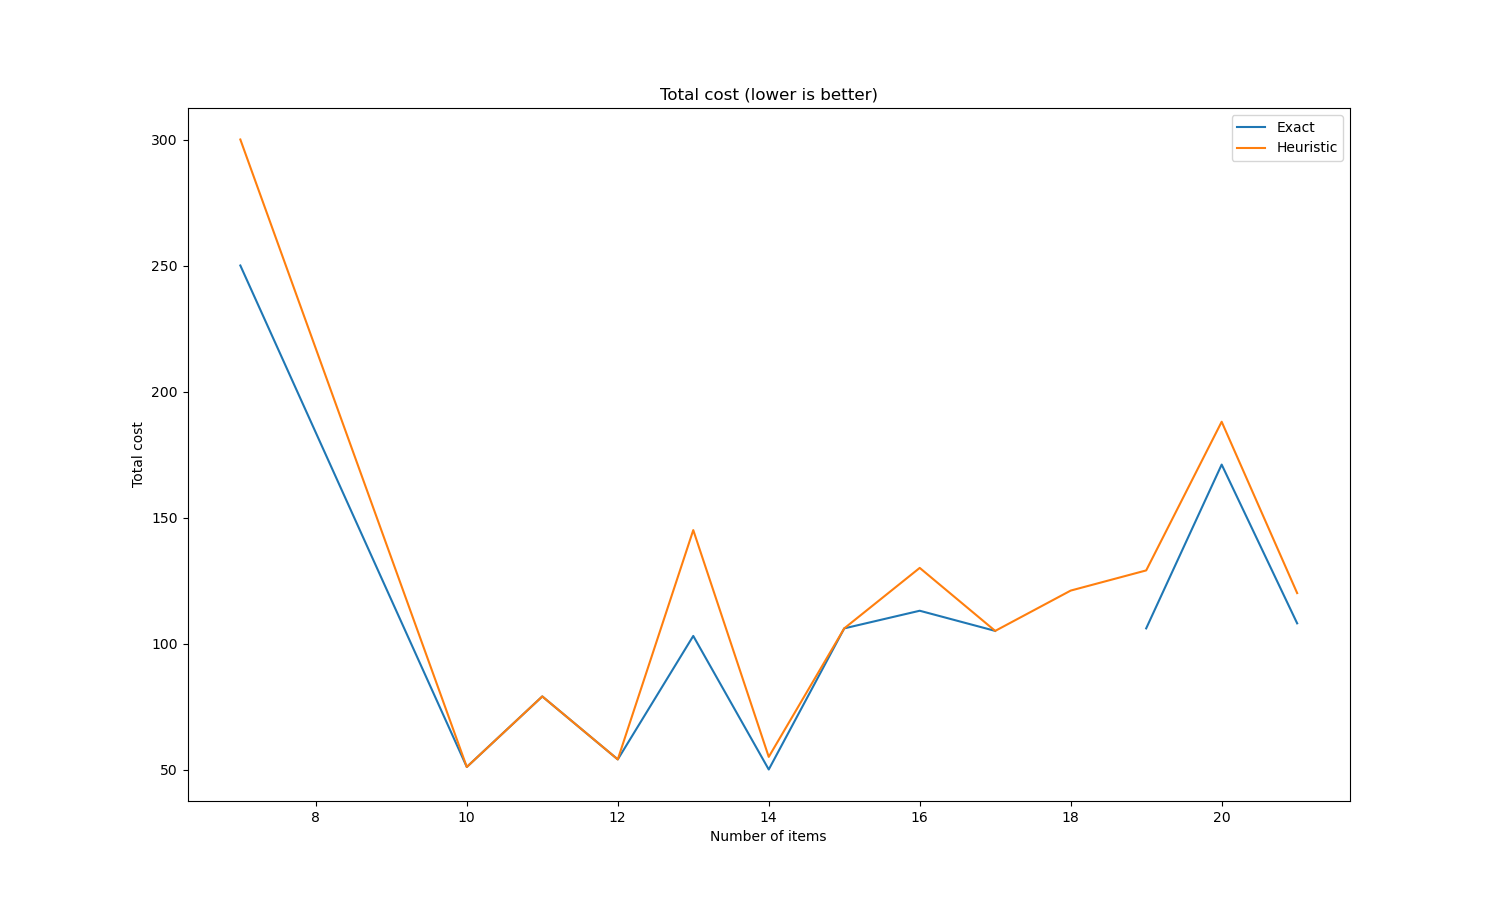 Total cost (lower is better)
Exact
Heuristic
300
250
200
150
100
50
Total cost
8 10 12 14 16 18 20
Number of items